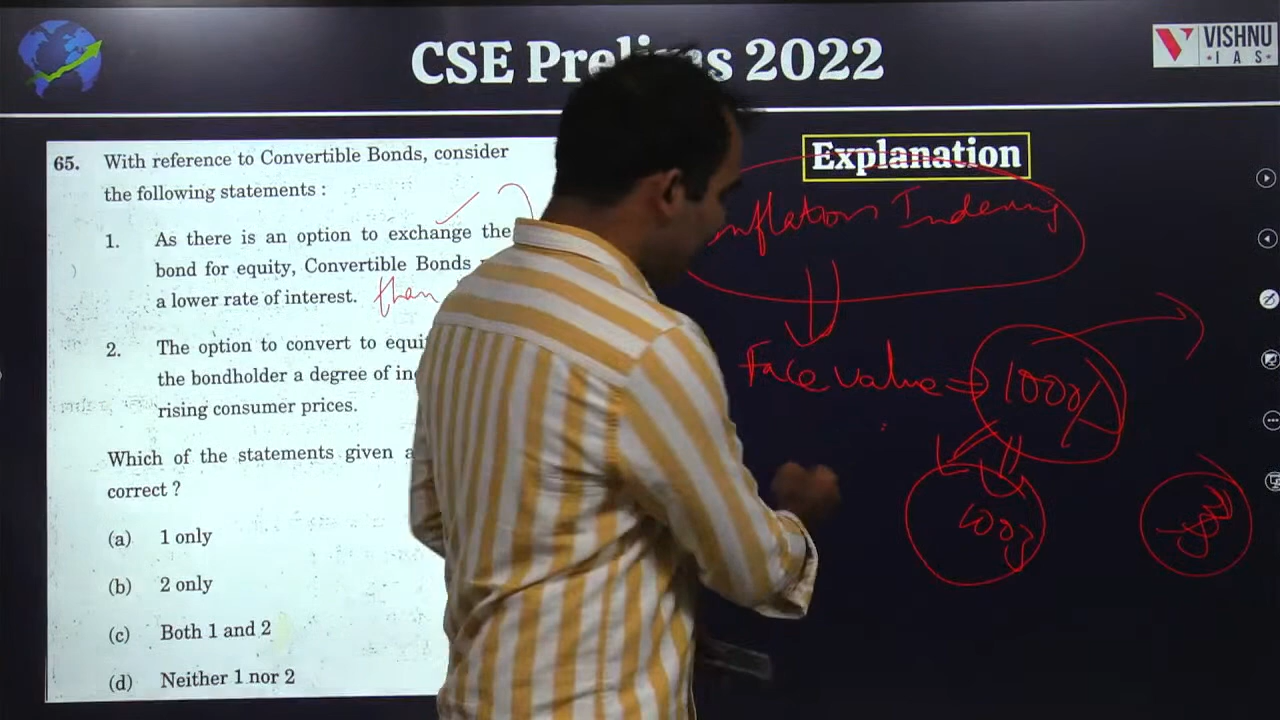 CSE Prelims 2022
VISHNU
IAS
65. With reference to Convertible Bonds, consider
the following statements :
1. As there is an option to exchange the
bond for equity, Convertible Bonds
a lower rate of interest. than
2. The option to convert to equi
the bondholder a degree of in
rising consumer prices.
Which of the statements given a
correct ?
(a) 1 only
(b) 2 only
(c) Both 1 and 2
(d) Neither 1 nor 2
Explanation
nflation Indexing
Face value =